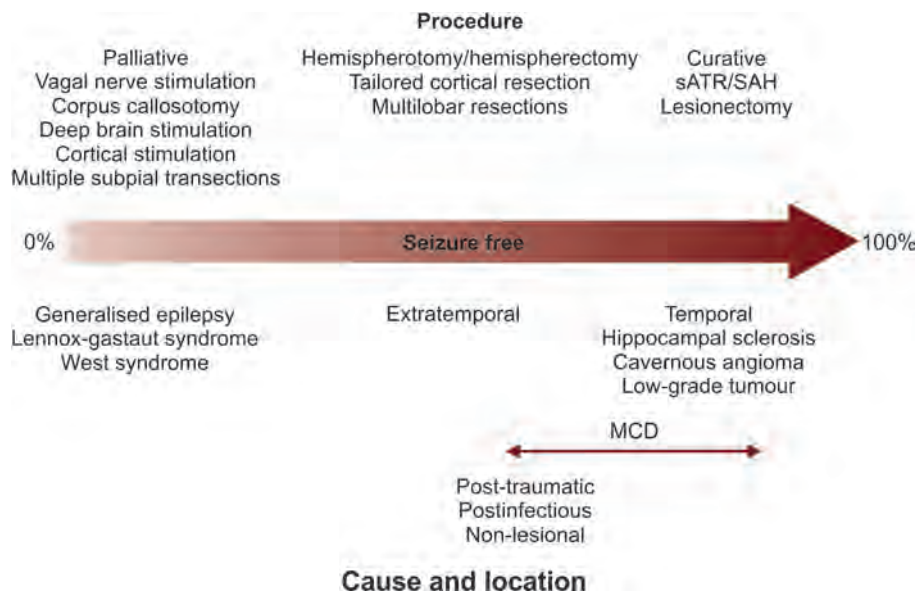 Procedure
Palliative
Vagal nerve stimulation
Corpus callosotomy
Deep brain stimulation
Cortical stimulation
Multiple subpial transections
Hemispherotomy/hemispherectomy
Tailored cortical resection
Multilobar resections
Curative
sATR/SAH
Lesionectomy
0%
Seizure free
100%
Generalised epilepsy
Lennox-gastaut syndrome
West syndrome
Extratemporal
Temporal
Hippocampal sclerosis
Cavernous angioma
Low-grade tumour
MCD
Post-traumatic
Postinfectious
Non-lesional
Cause and location